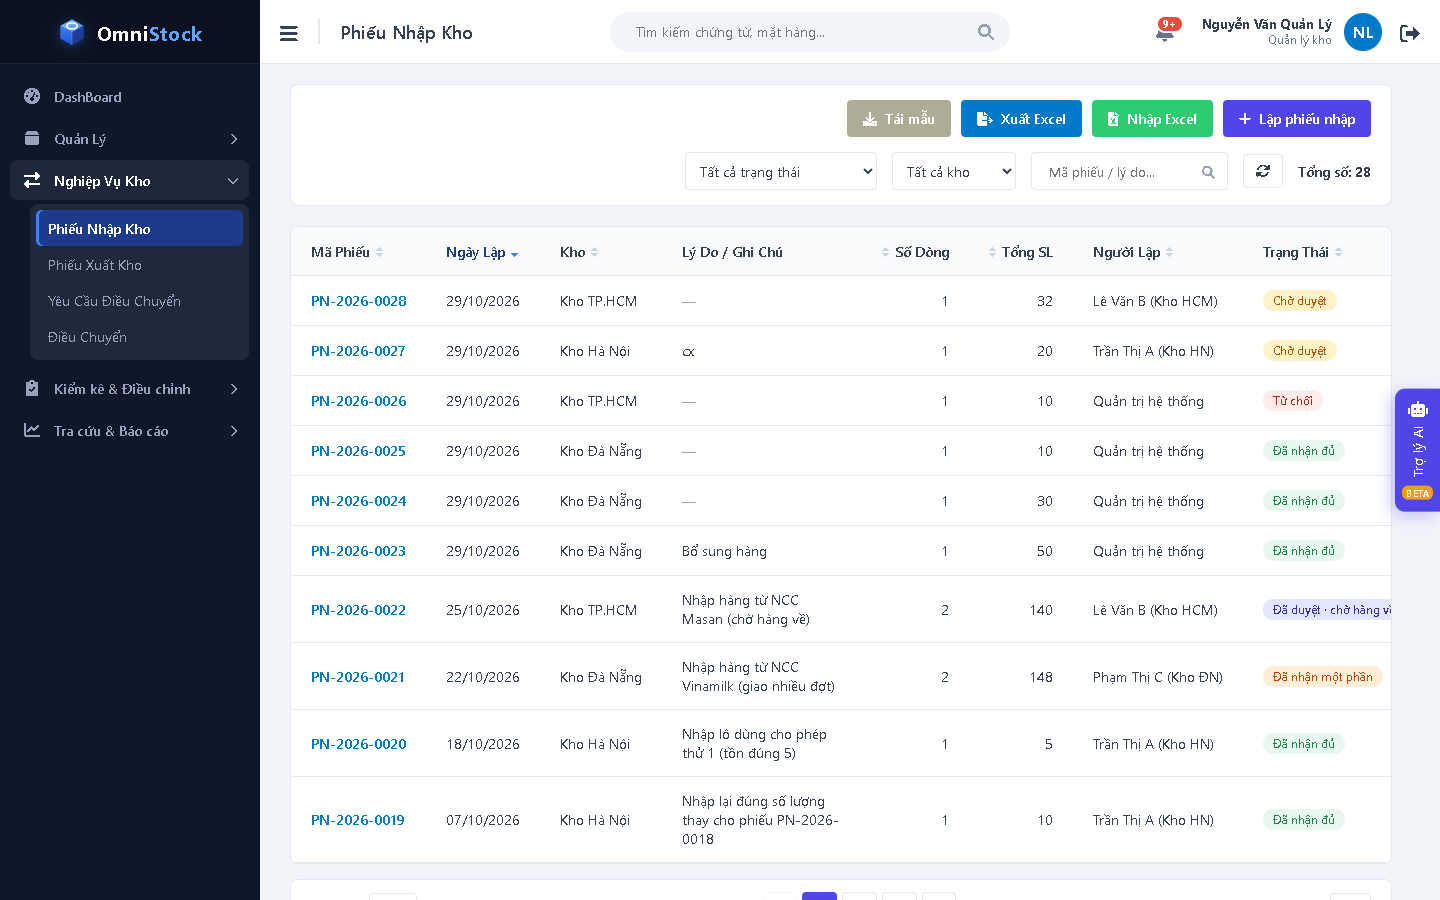 OmniStock
DashBoard
Quản Lý
Nghiệp Vụ Kho
Phiếu Nhập Kho
Phiếu Xuất Kho
Yêu Cầu Điều Chuyển
Điều Chuyển
Kiểm kê & Điều chỉnh
Tra cứu & Báo cáo
Phiếu Nhập Kho
Tìm kiếm chứng từ, mặt hàng...
9+
Nguyễn Văn Quản Lý
Quản lý kho
NL
Tải mẫu
Xuất Excel
Nhập Excel
Lập phiếu nhập
Tất cả trạng thái
Tất cả kho
Mã phiếu / lý do...
Tổng số: 28
Mã Phiếu Ngày Lập Kho Lý Do / Ghi Chú Số Dòng Tổng SL Người Lập Trạng Thái
PN-2026-0028 29/10/2026 Kho TP.HCM — 1 32 Lê Văn B (Kho HCM) Chờ duyệt
PN-2026-0027 29/10/2026 Kho Hà Nội cx 1 20 Trần Thị A (Kho HN) Chờ duyệt
PN-2026-0026 29/10/2026 Kho TP.HCM — 1 10 Quản trị hệ thống Từ chối
PN-2026-0025 29/10/2026 Kho Đà Nẵng — 1 10 Quản trị hệ thống Đã nhận đủ
PN-2026-0024 29/10/2026 Kho Đà Nẵng — 1 30 Quản trị hệ thống Đã nhận đủ
PN-2026-0023 29/10/2026 Kho Đà Nẵng Bổ sung hàng 1 50 Quản trị hệ thống Đã nhận đủ
PN-2026-0022 25/10/2026 Kho TP.HCM Nhập hàng từ NCC
Masan (chờ hàng về) 2 140 Lê Văn B (Kho HCM) Đã duyệt · chờ hàng về
PN-2026-0021 22/10/2026 Kho Đà Nẵng Nhập hàng từ NCC
Vinamilk (giao nhiều đợt) 2 148 Phạm Thị C (Kho ĐN) Đã nhận một phần
PN-2026-0020 18/10/2026 Kho Hà Nội Nhập lô dùng cho phép
thử 1 (tồn đúng 5) 1 5 Trần Thị A (Kho HN) Đã nhận đủ
PN-2026-0019 07/10/2026 Kho Hà Nội Nhập lại đúng số lượng
thay cho phiếu PN-2026-
0018 1 10 Trần Thị A (Kho HN) Đã nhận đủ
Trợ lý AI
BETA